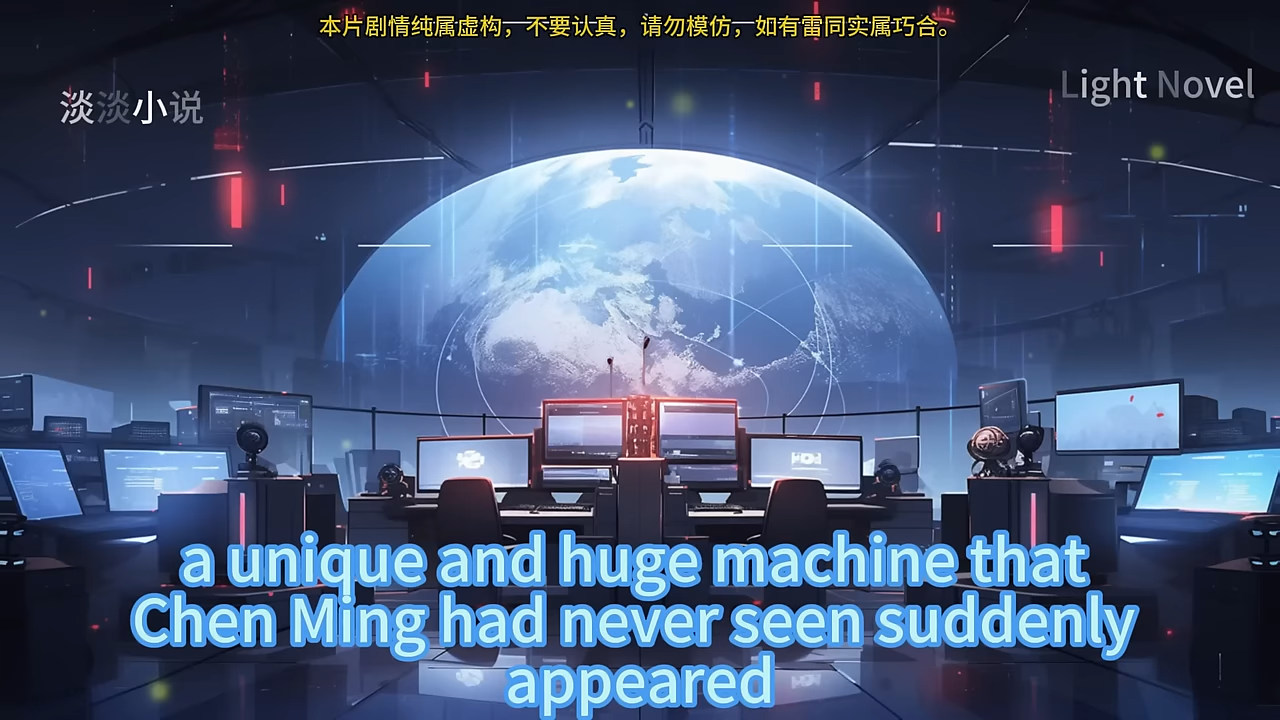 本片剧情纯属虚构，不要认真，请勿模仿，如有雷同实属巧合。
淡淡小说
Light Novel
a unique and huge machine that
Chen Ming had never seen suddenly
appeared